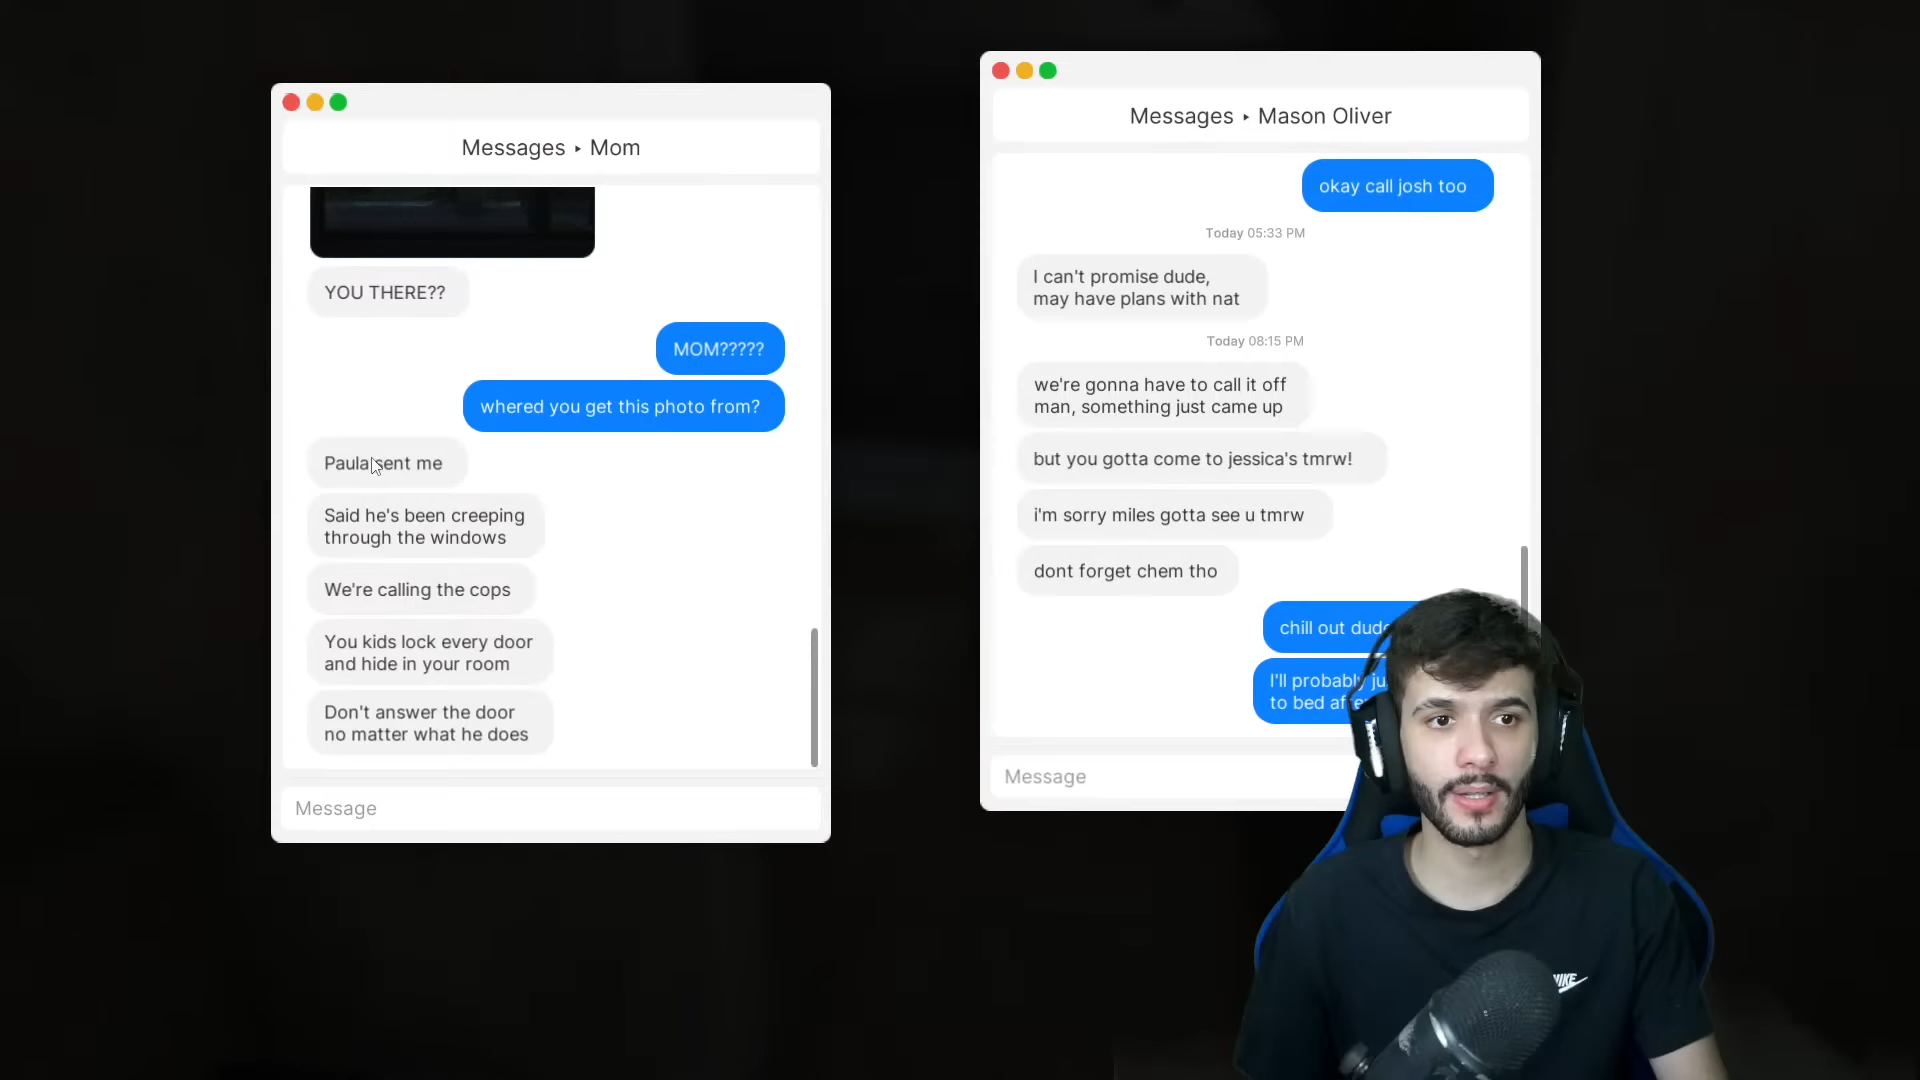 Messages ▸ Mom
YOU THERE??
MOM?????
whered you get this photo from?
Paula sent me
Said he's been creeping
through the windows
We're calling the cops
You kids lock every door
and hide in your room
Don't answer the door
no matter what he does
Message
Messages ▸ Mason Oliver
okay call josh too
Today 05:33 PM
I can't promise dude,
may have plans with nat
Today 08:15 PM
we're gonna have to call it off
man, something just came up
but you gotta come to jessica's tmrw!
i'm sorry miles gotta see u tmrw
dont forget chem tho
chill out dude
I'll probably
to bed
Message
NIKE